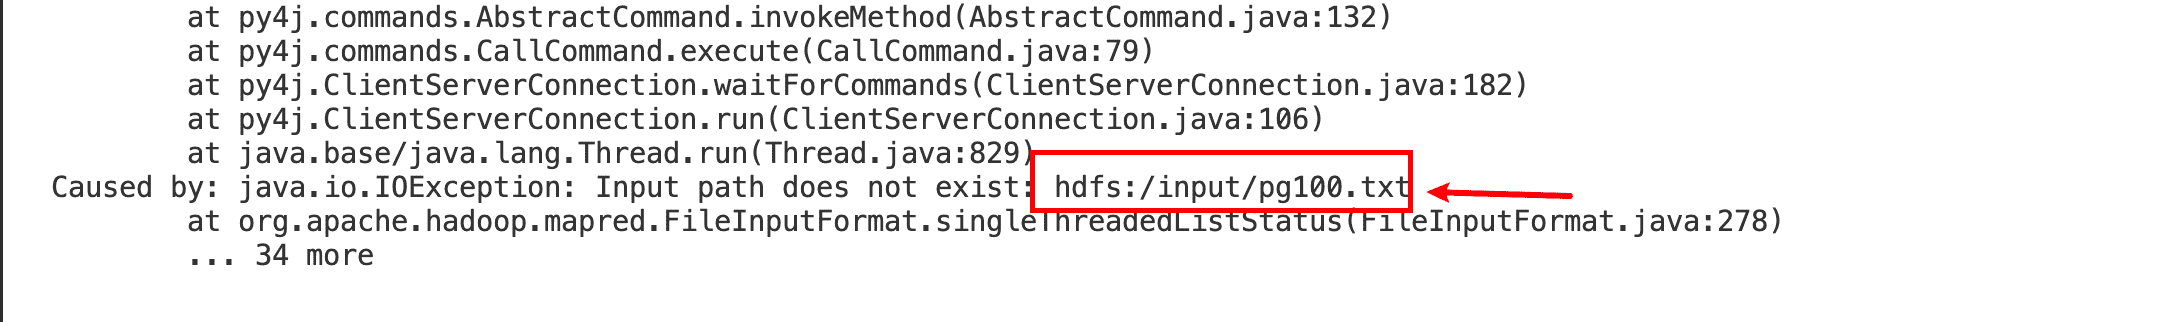 at py4j.commands.AbstractCommand.invokeMethod(AbstractCommand.java:132)
at py4j.commands.CallCommand.execute(CallCommand.java:79)
at py4j.ClientServerConnection.waitForCommands(ClientServerConnection.java:182)
at py4j.ClientServerConnection.run(ClientServerConnection.java:106)
at java.base/java.lang.Thread.run(Thread.java:829)
Caused by: java.io.IOException: Input path does not exist: hdfs:/input/pg100.txt
at org.apache.hadoop.mapred.FileInputFormat.singleThreadedListStatus(FileInputFormat.java:278)
... 34 more